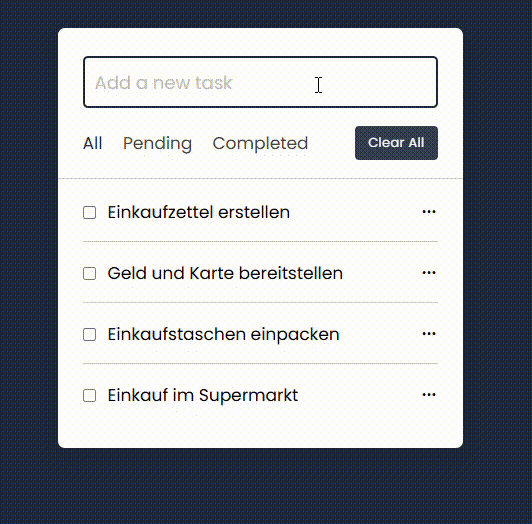 Add a new task
All Pending Completed Clear All
Einkaufzettel erstellen
Geld und Karte bereitstellen
Einkaufstaschen einpacken
Einkauf im Supermarkt